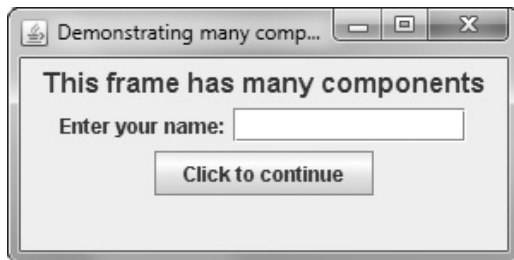 Demonstrating many comp...
This frame has many components
Enter your name:
Click to continue